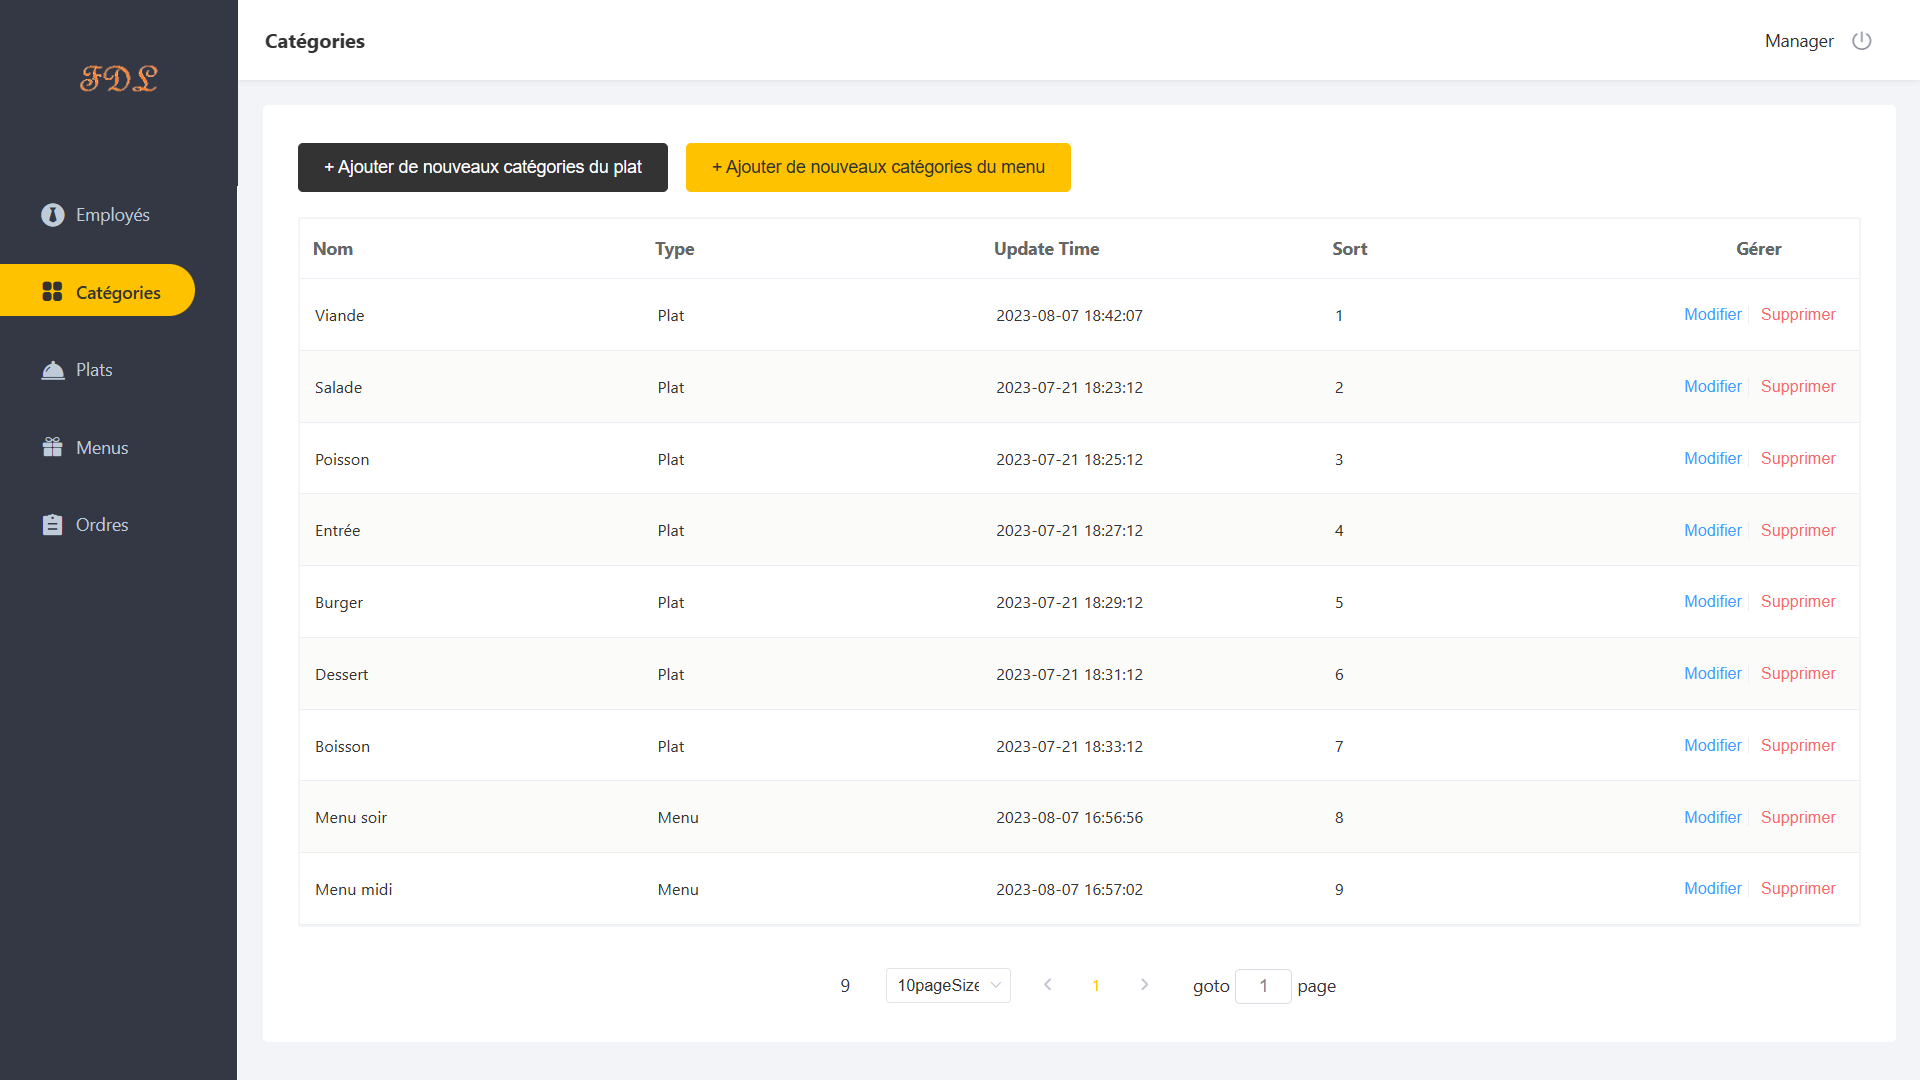 FDL
Catégories
Manager
Employés
Catégories
Plats
Menus
Ordres
+ Ajouter de nouveaux catégories du plat
+ Ajouter de nouveaux catégories du menu
Nom Type Update Time Sort Gérer
Viande Plat 2023-08-07 18:42:07 1 Modifier Supprimer
Salade Plat 2023-07-21 18:23:12 2 Modifier Supprimer
Poisson Plat 2023-07-21 18:25:12 3 Modifier Supprimer
Entrée Plat 2023-07-21 18:27:12 4 Modifier Supprimer
Burger Plat 2023-07-21 18:29:12 5 Modifier Supprimer
Dessert Plat 2023-07-21 18:31:12 6 Modifier Supprimer
Boisson Plat 2023-07-21 18:33:12 7 Modifier Supprimer
Menu soir Menu 2023-08-07 16:56:56 8 Modifier Supprimer
Menu midi Menu 2023-08-07 16:57:02 9 Modifier Supprimer
9 10pageSize 1 goto 1 page